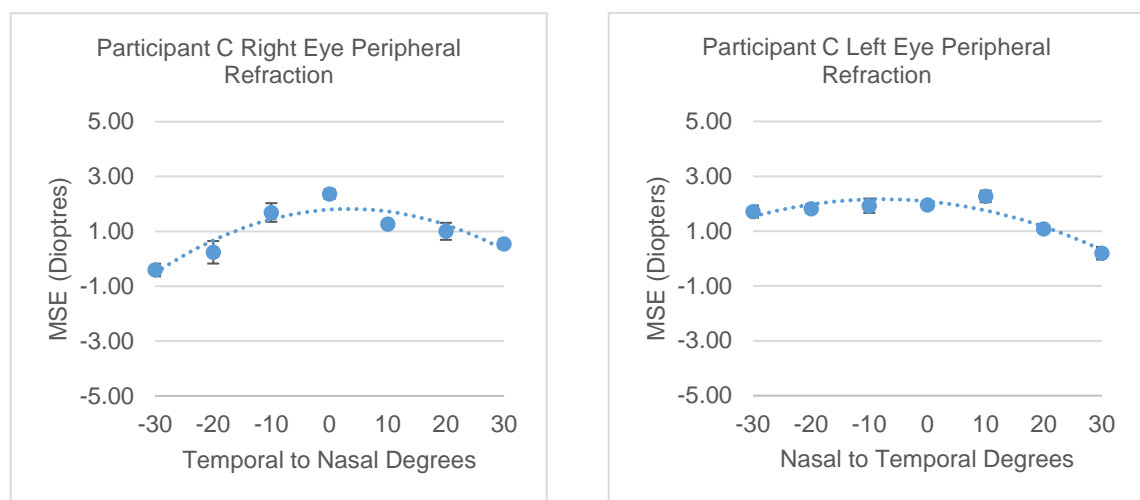 Participant C Right Eye Peripheral
Refraction
5.00
3.00
1.00
-1.00
-3.00
-5.00
MSE (Dioptres)
-30 -20 -10 0 10 20 30
Temporal to Nasal Degrees
Participant C Left Eye Peripheral
Refraction
5.00
3.00
1.00
-1.00
-3.00
-5.00
MSE (Diopters)
-30 -20 -10 0 10 20 30
Nasal to Temporal Degrees